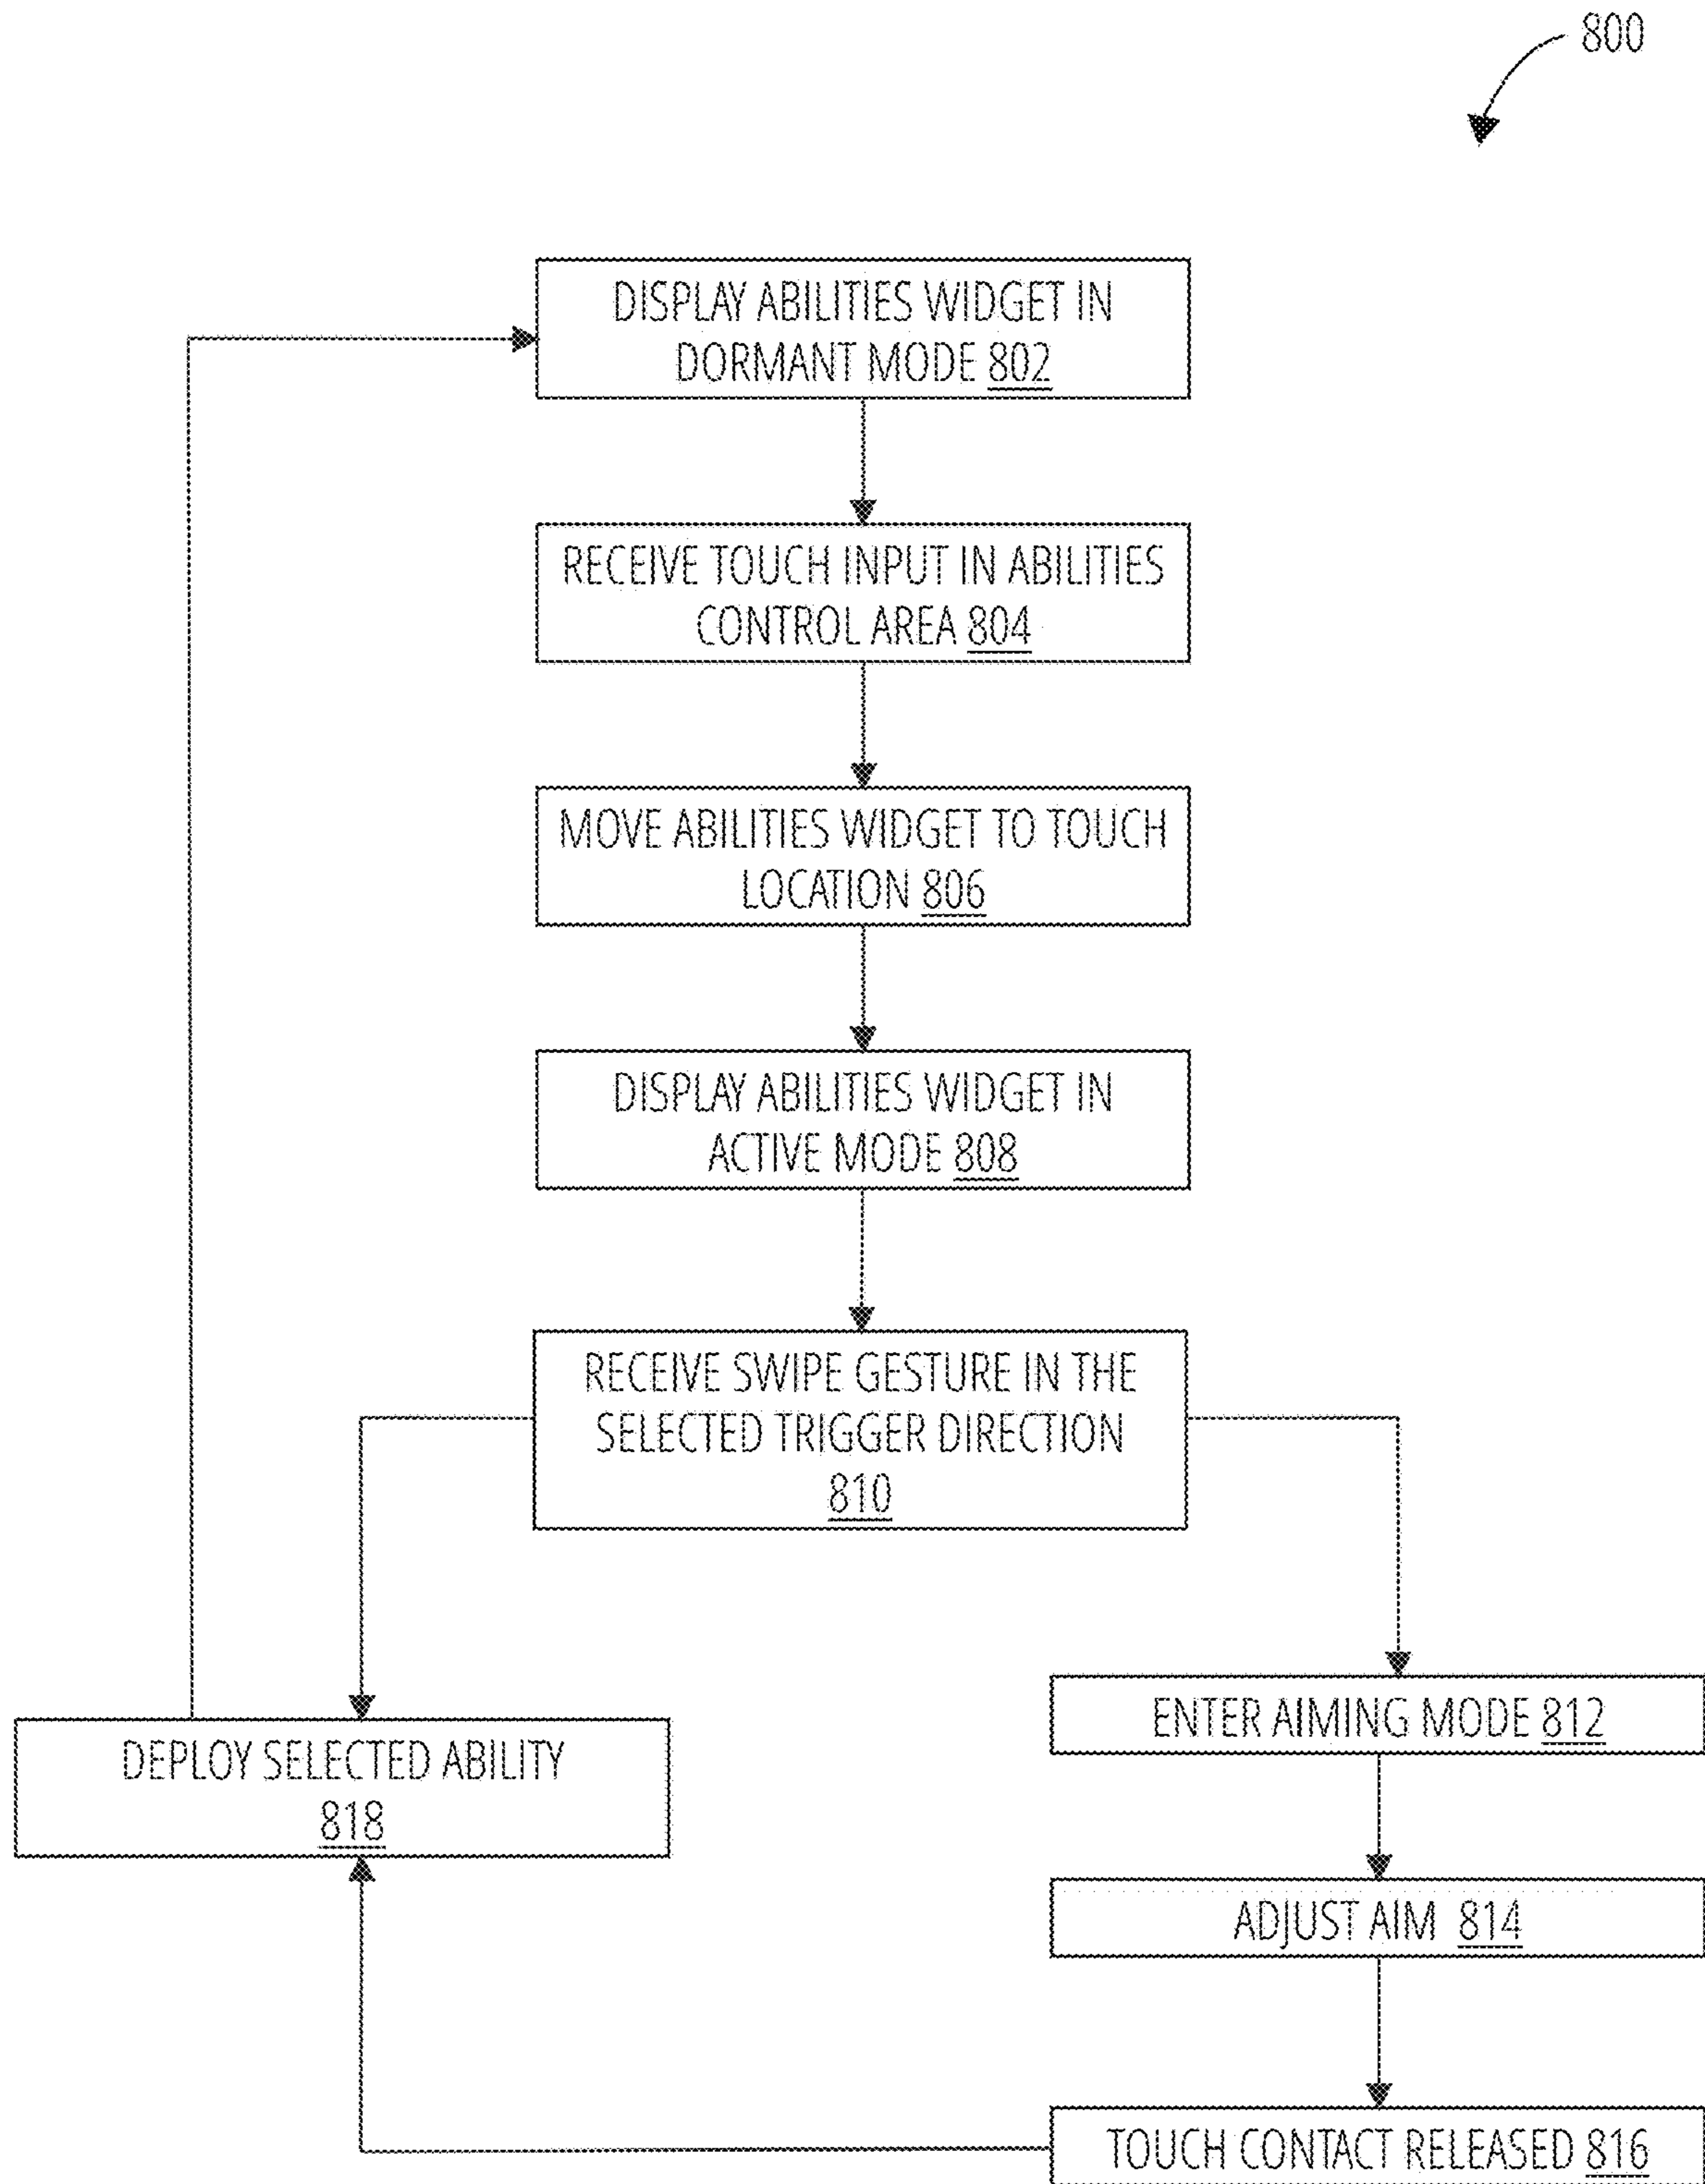 800
DISPLAY ABILITIES WIDGET IN
DORMANT MODE 802
RECEIVE TOUCH INPUT IN ABILITIES
CONTROL AREA 804
MOVE ABILITIES WIDGET TO TOUCH
LOCATION 806
DISPLAY ABILITIES WIDGET IN
ACTIVE MODE 808
RECEIVE SWIPE GESTURE IN THE
SELECTED TRIGGER DIRECTION
810
ENTER AIMING MODE 812
DEPLOY SELECTED ABILITY
818
ADJUST AIM 814
TOUCH CONTACT RELEASED 816